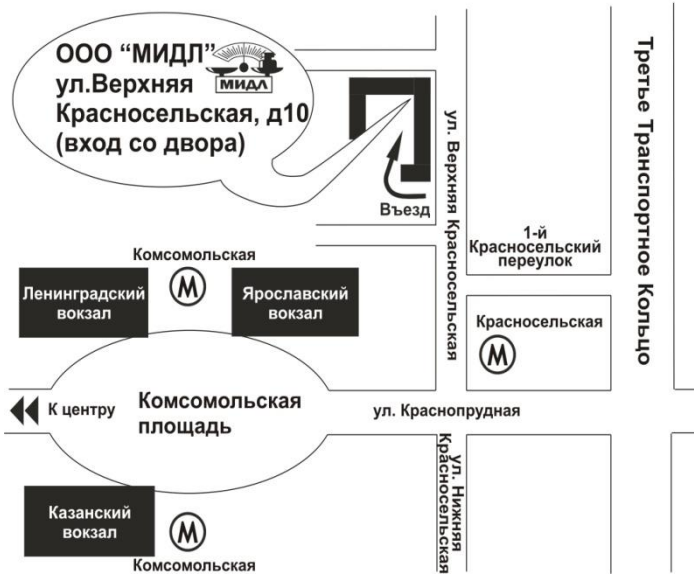 ООО “МИДЛ”
ул.Верхняя
Красносельская, д10
(вход со двора)
МИДЛ
Въезд
ул. Верхняя Красносельская
Третье Транспортное Кольцо
1-й
Красносельский
переулок
Комсомольская
М
Ленинградский
вокзал
Ярославский
вокзал
Красносельская
М
К центру
Комсомольская
площадь
ул. Краснопрудная
ул. Нижняя
Красносельская
Казанский
вокзал
М
Комсомольская